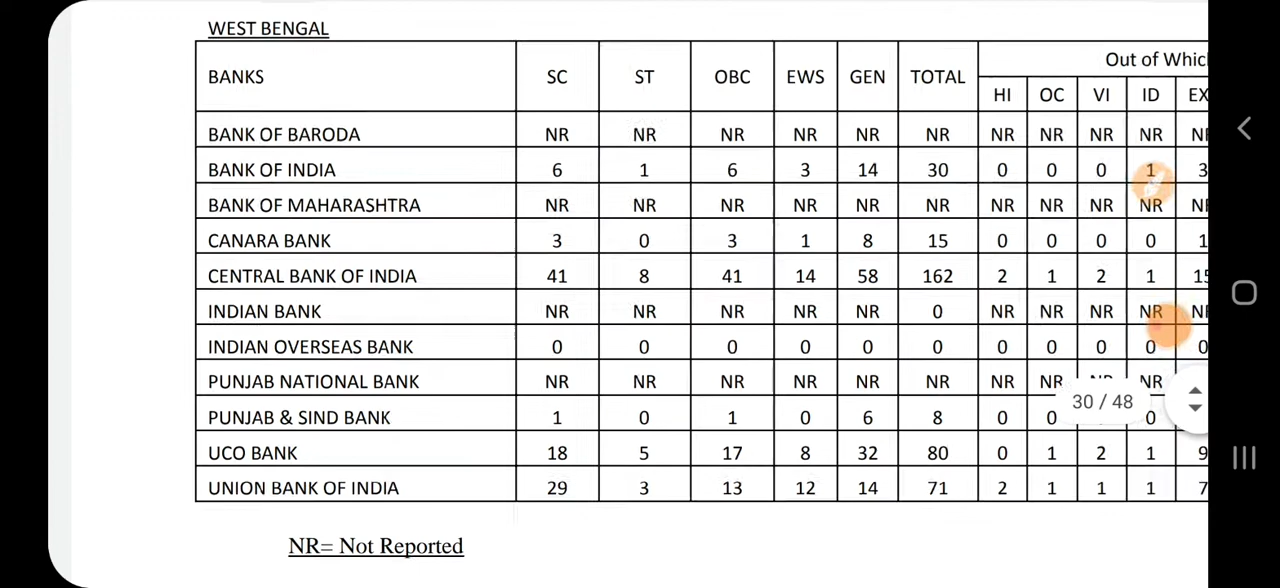 WEST BENGAL
BANKS SC ST OBC EWS GEN TOTAL Out of Which
HI OC VI ID EX
BANK OF BARODA NR NR NR NR NR NR NR NR NR NR
BANK OF INDIA 6 1 6 3 14 30 0 0 0 1 3
BANK OF MAHARASHTRA NR NR NR NR NR NR NR NR NR NR
CANARA BANK 3 0 3 1 8 15 0 0 0 0 1
CENTRAL BANK OF INDIA 41 8 41 14 58 162 2 1 2 1
INDIAN BANK NR NR NR NR NR 0 NR NR NR NR
INDIAN OVERSEAS BANK 0 0 0 0 0 0 0 0 0 0 0
PUNJAB NATIONAL BANK NR NR NR NR NR NR NR NR NR
PUNJAB & SIND BANK 1 0 1 0 6 8 0 0 0
30 / 48
UCO BANK 18 5 17 8 32 80 0 1 2 1 9
UNION BANK OF INDIA 29 3 13 12 14 71 2 1 1 1 7
NR= Not Reported